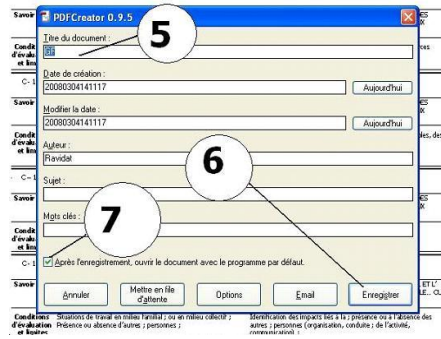 Savoir
PDFCreator 0.9.5
Titre du document :
5
Condit
d'évalu
et lim
Date de création :
20080304141117
Aujourd'hui
C- 1
Savoir
Modifier la date :
20080304141117
Aujourd'hui
Auteur :
Ravidat
6
C- 1
Sujet :
Savoir
Mots clés :
7
Condit
d'évalu
et lim
C- 1
Après l'enregistrement, ouvrir le document avec le programme par défaut.
Savoir
Annuler
Mettre en file d'attente
Options
Email
Enregistrer
Conditions Situations de travail en milieu familial ; ou en milieu collectif ; Identification des impacts liés à la ; présence ou à l'absence des
d'évaluation Présence ou absence d'autres ; personnes ; autres ; personnes (organisation, conduite ; de l'activité,
et limites communication) ;